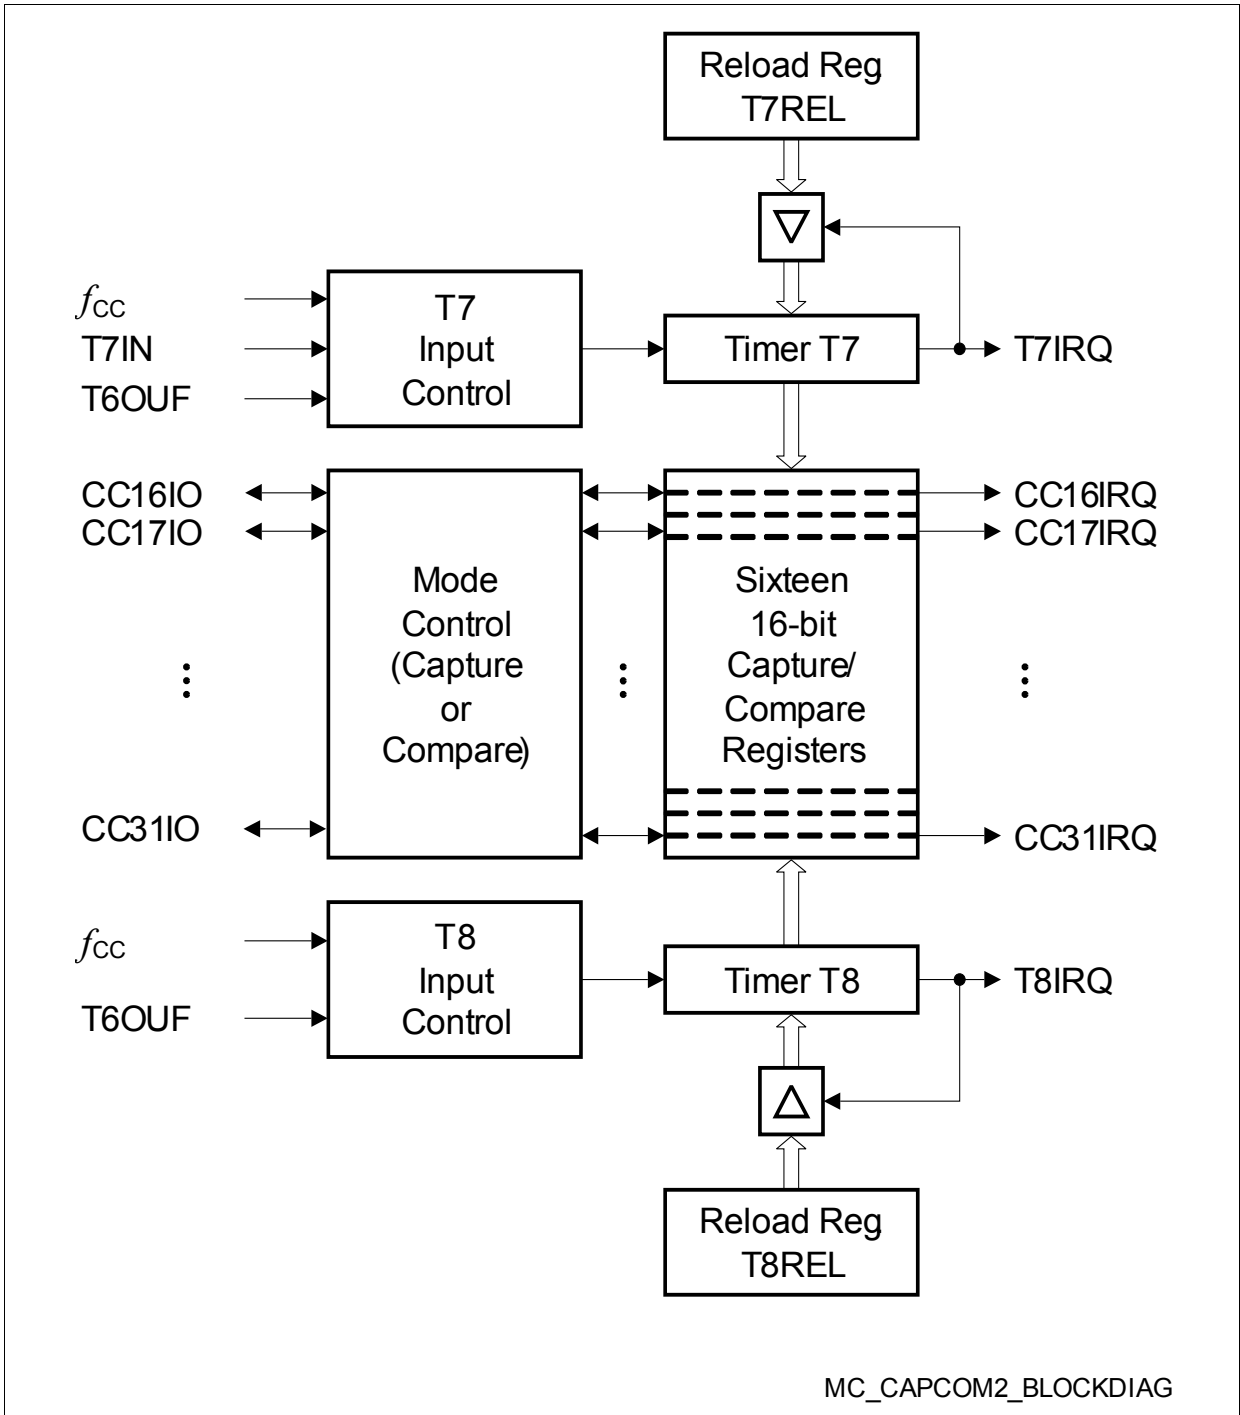 Reload Reg.
T7REL
fCC
T7IN
T6OUF
T7
Input
Control
Timer T7
T7IRQ
CC16IO
CC17IO
CC31IO
Mode
Control
(Capture
or
Compare)
Sixteen
16-bit
Capture/
Compare
Registers
CC16IRQ
CC17IRQ
CC31IRQ
fCC
T6OUF
T8
Input
Control
Timer T8
T8IRQ
Reload Reg.
T8REL
MC_CAPCOM2_BLOCKDIAG